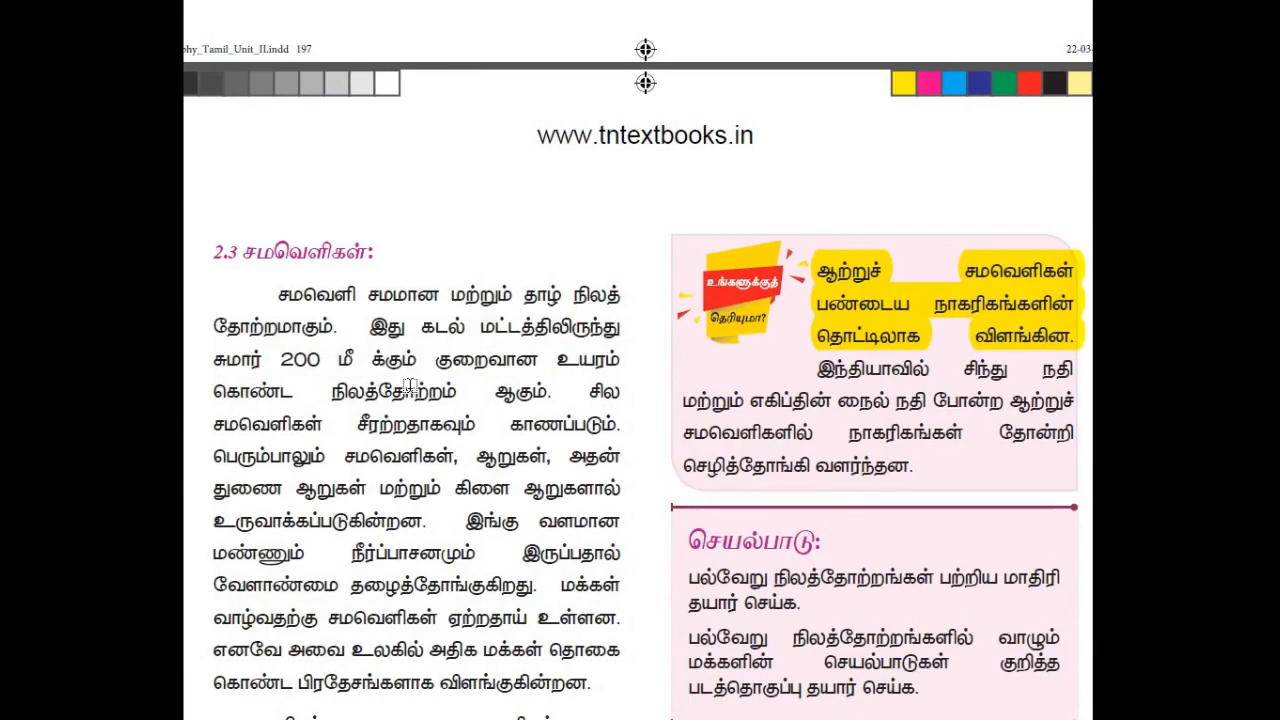 phy_Tamil_Unit_II.indd 197
22-03-
www.tntextbooks.in
2.3 சமவெளிகள்:
சமவெளி சமமான மற்றும் தாழ் நிலத்
தோற்றமாகும். இது கடல் மட்டத்திலிருந்து
சுமார் 200 மீ க்கும் குறைவான உயரம்
கொண்ட நிலத்தோற்றம் ஆகும். சில
சமவெளிகள் சீரற்றதாகவும் காணப்படும்.
பெரும்பாலும் சமவெளிகள், ஆறுகள், அதன்
துணை ஆறுகள் மற்றும் கிளை ஆறுகளால்
உருவாக்கப்படுகின்றன. இங்கு வளமான
மண்ணும் நீர்ப்பாசனமும் இருப்பதால்
வேளாண்மை தழைத்தோங்குகிறது. மக்கள்
வாழ்வதற்கு சமவெளிகள் ஏற்றதாய் உள்ளன.
எனவே அவை உலகில் அதிக மக்கள் தொகை
கொண்ட பிரதேசங்களாக விளங்குகின்றன.
உங்களுக்குத்
தெரியுமா?
ஆற்றுச் சமவெளிகள்
பண்டைய நாகரிகங்களின்
தொட்டிலாக விளங்கின.
இந்தியாவில் சிந்து நதி
மற்றும் எகிப்தின் நைல் நதி போன்ற ஆற்றுச்
சமவெளிகளில் நாகரிகங்கள் தோன்றி
செழித்தோங்கி வளர்ந்தன.
செயல்பாடு:
பல்வேறு நிலத்தோற்றங்கள் பற்றிய மாதிரி
தயார் செய்க.
பல்வேறு நிலத்தோற்றங்களில் வாழும்
மக்களின் செயல்பாடுகள் குறித்த
படத்தொகுப்பு தயார் செய்க.